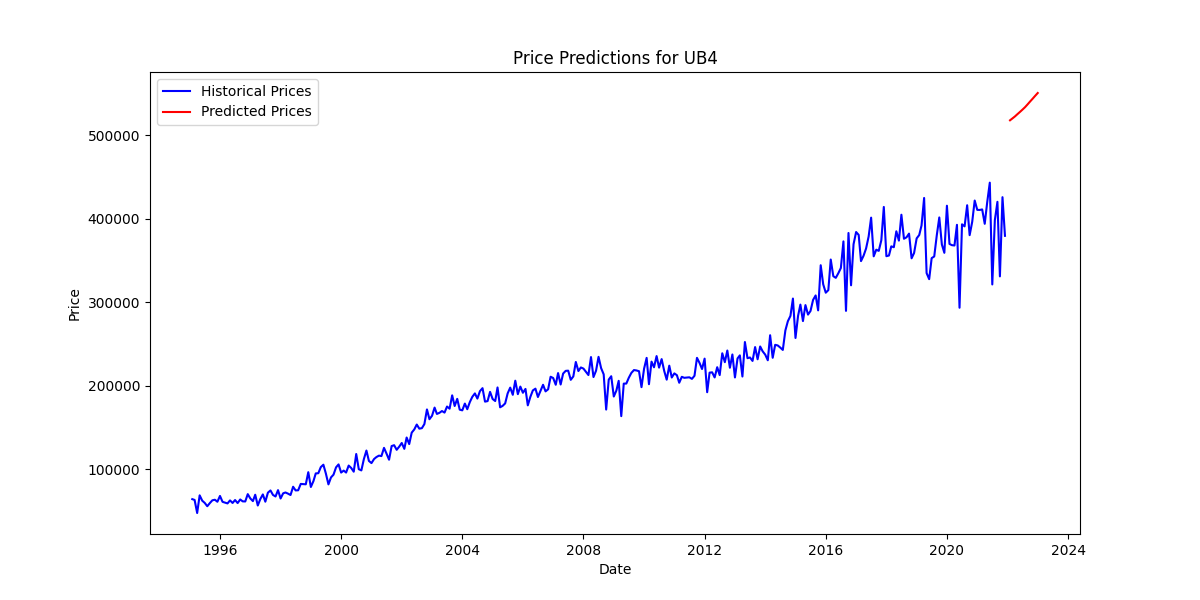 Price Predictions for UB4
Historical Prices
Predicted Prices
500000
400000
300000
200000
100000
Price
1996 2000 2004 2008 2012 2016 2020 2024
Date